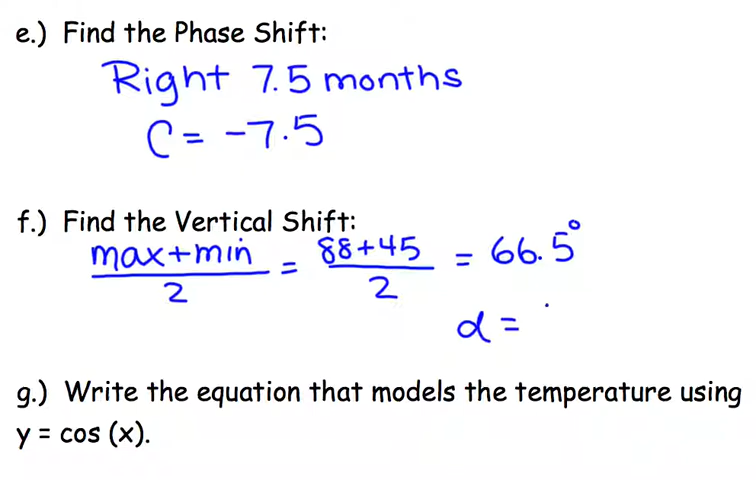 e.) Find the Phase Shift:
Right 7.5 months
C = -7.5
f.) Find the Vertical Shift:
max+min/2 = 88+45/2 = 66.5°
d =
g.) Write the equation that models the temperature using
y = cos (x).